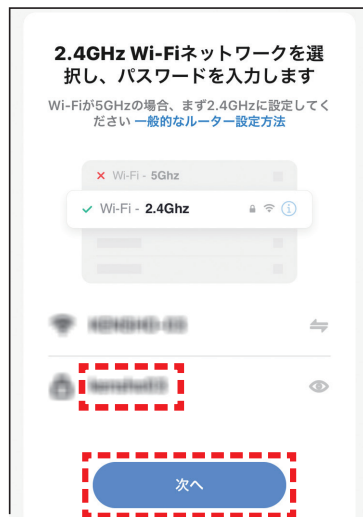 2.4GHz Wi-Fiネットワークを選
択し、パスワードを入力します
Wi-Fiが5GHzの場合、まず2.4GHzに設定してく
ださい 一般的なルーター設定方法
Wi-Fi - 5Ghz
Wi-Fi - 2.4Ghz
次へ